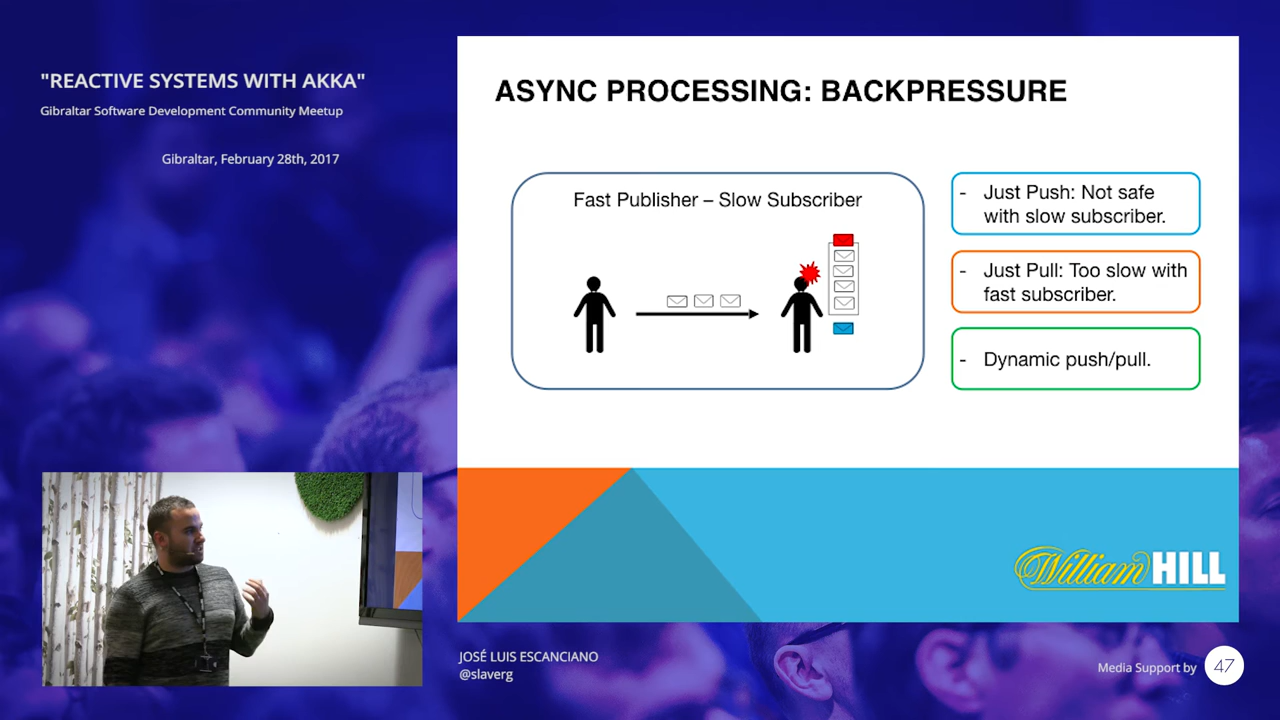 "REACTIVE SYSTEMS WITH AKKA"
Gibraltar Software Development Community Meetup
Gibraltar, February 28th, 2017
ASYNC PROCESSING: BACKPRESSURE
Fast Publisher – Slow Subscriber
- Just Push: Not safe
with slow subscriber.
- Just Pull: Too slow with
fast subscriber.
- Dynamic push/pull.
William HILL
JOSÉ LUIS ESCANCIANO
@slaverg
Media Support by
47